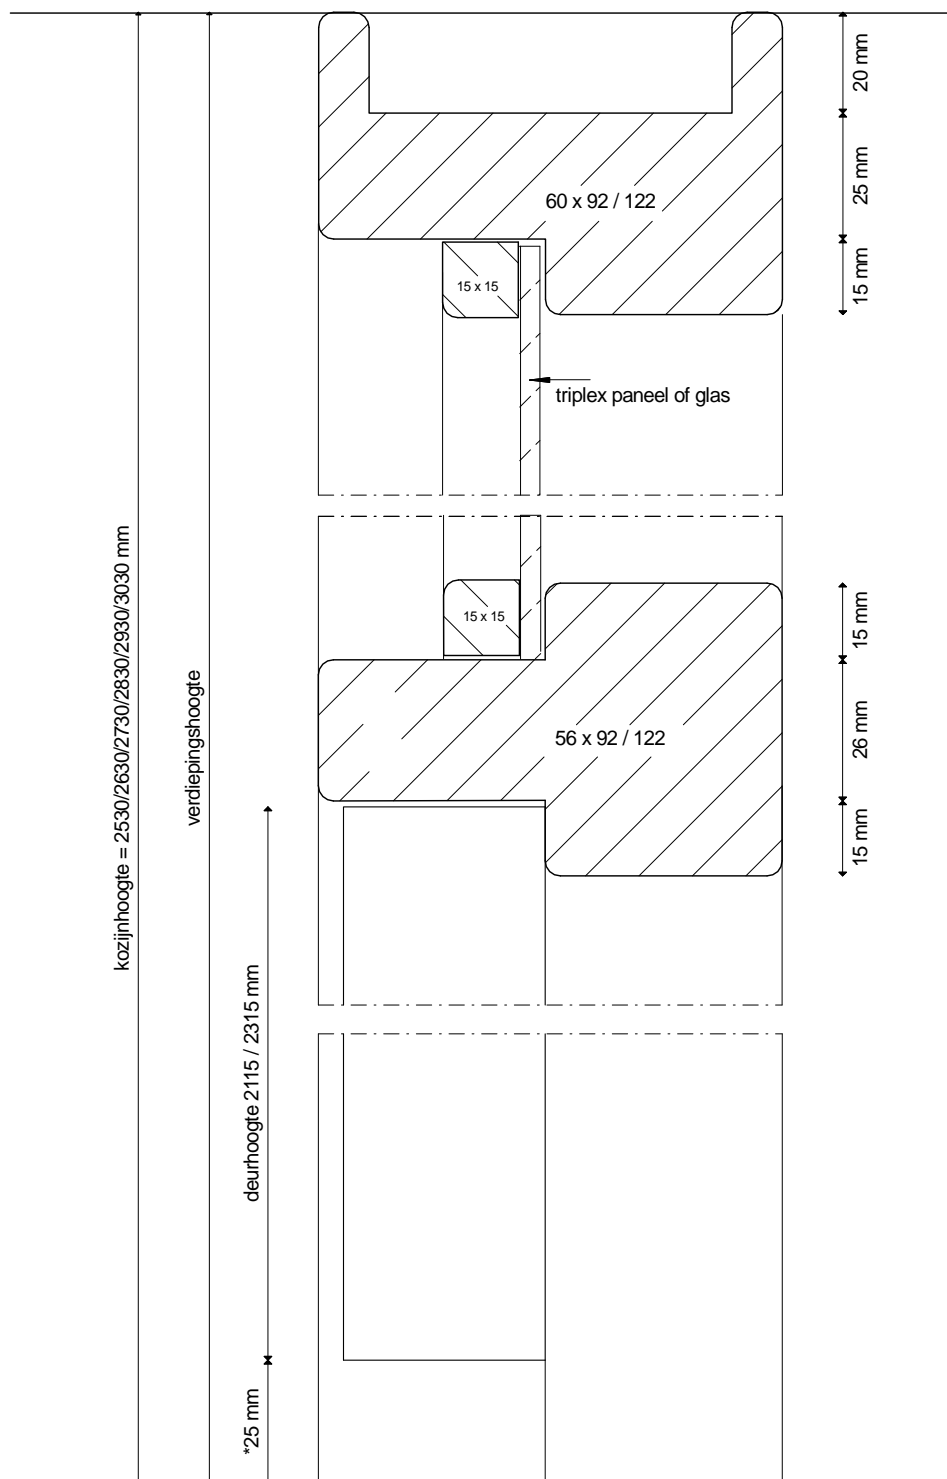 20 mm
25 mm
60 x 92 / 122
15 mm
15 x 15
triplex paneel of glas
kozijnhoogte = 2530/2630/2730/2830/2930/3030 mm
verdiepingshoogte
15 x 15
15 mm
56 x 92 / 122
26 mm
15 mm
deurhoogte 2115 / 2315 mm
*25 mm